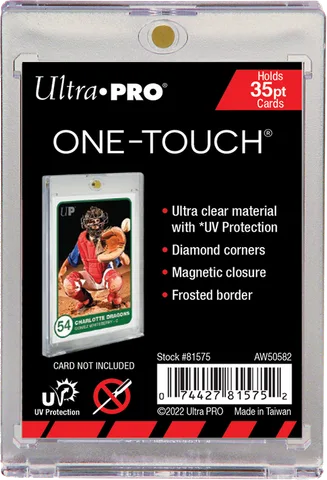 Ultra•PRO®
Holds
35pt
Cards
ONE-TOUCH®
• Ultra clear material
with *UV Protection
• Diamond corners
• Magnetic closure
• Frosted border
UP
54
CHARLOTTE DRAGONS
CARD NOT INCLUDED
UV
UV Protection
Stock #81575
AW50582
0 74427 81575 2
©2022 Ultra PRO Made in Taiwan